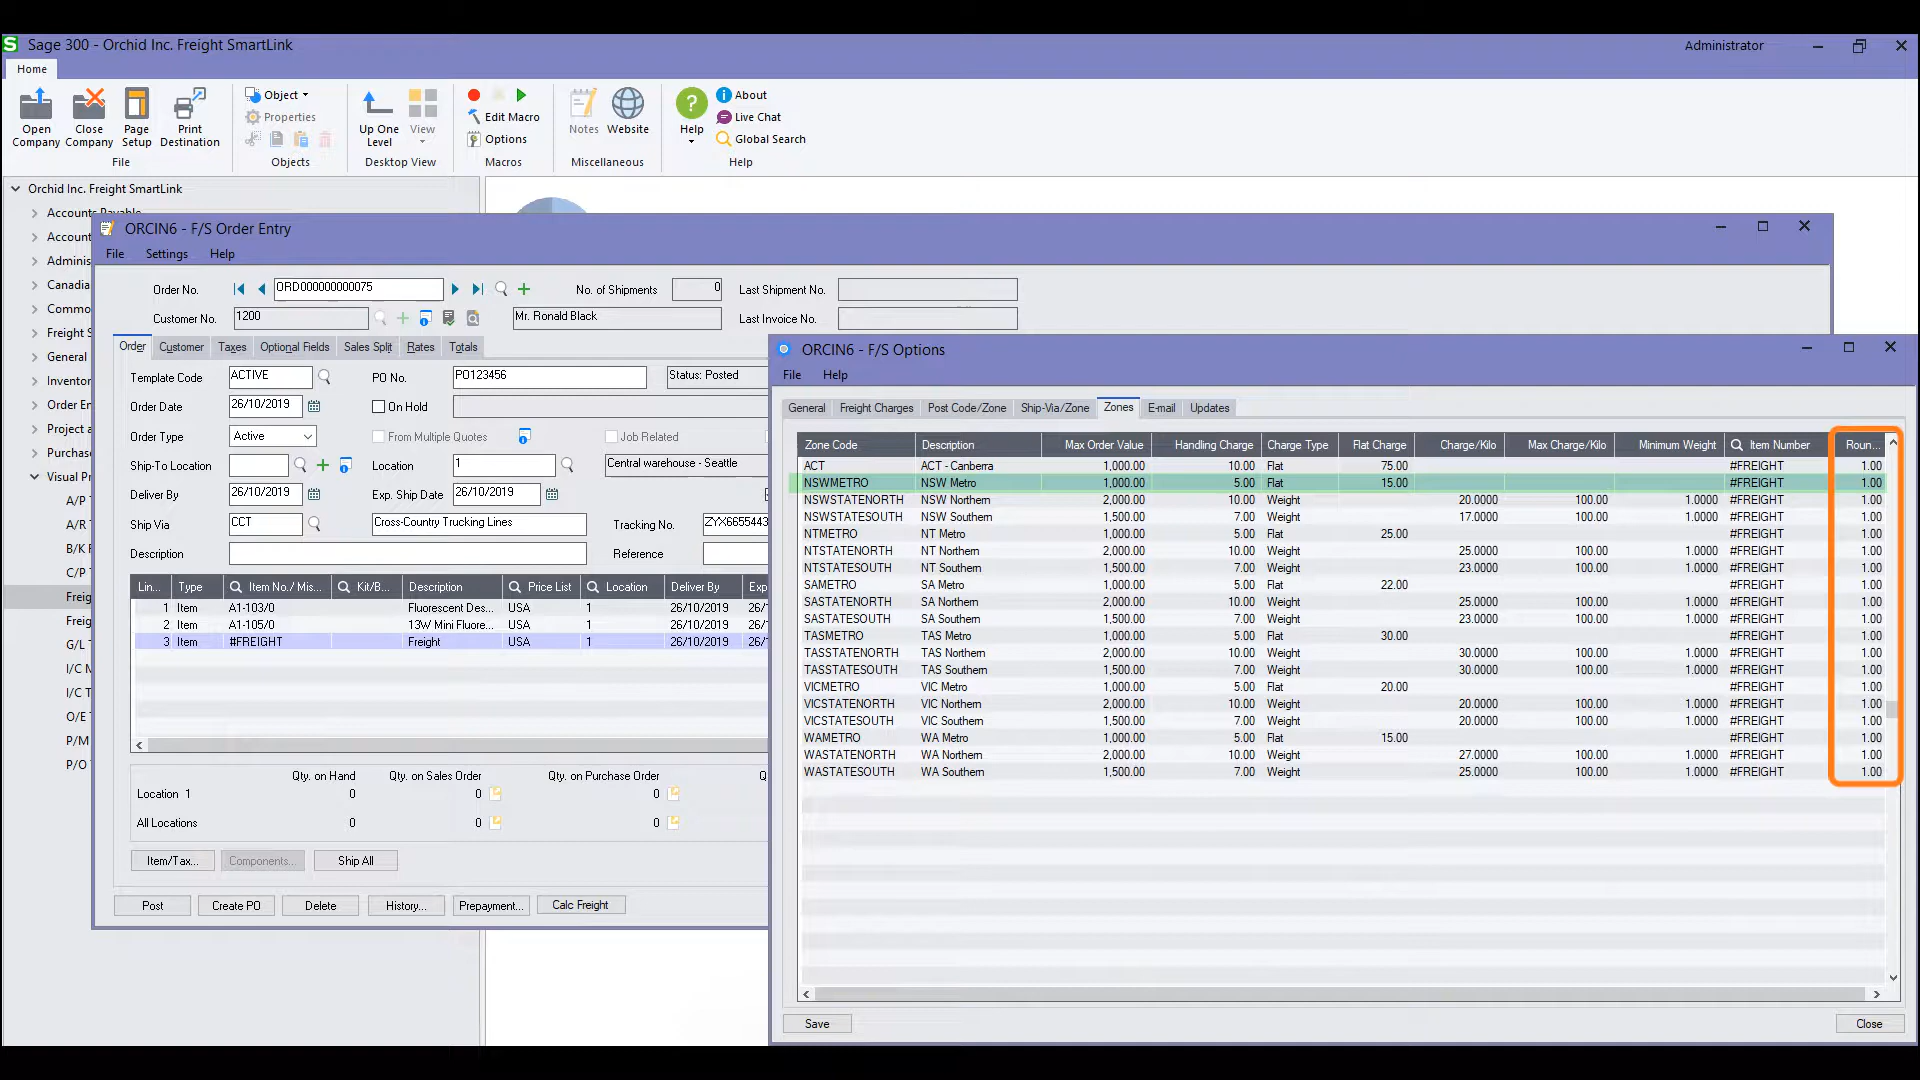 Sage 300 - Orchid Inc. Freight SmartLink
Administrator
Home
Open Company
Close Company
Page Setup
Print Destination
File
Object
Properties
Objects
Up One Level
View
Desktop View
Edit Macro
Options
Macros
Notes
Website
Miscellaneous
Help
About
Live Chat
Global Search
Help
Orchid Inc. Freight SmartLink
Accounts Payable
Account
Adminis
Canadia
Commo
Freight S
General
Inventor
Order En
Project a
Purchase
Visual Pr
A/P T
A/R T
B/K F
C/P T
Freig
Freig
G/L T
I/C M
I/C T
O/E T
P/M
P/O T
ORCIN6 - F/S Order Entry
File Settings Help
Order No. ORD000000000075 No. of Shipments 0 Last Shipment No.
Customer No. 1200 Mr. Ronald Black Last Invoice No.
Order Customer Taxes Optional Fields Sales Split Rates Totals
Template Code ACTIVE PO No. PO123456 Status: Posted
Order Date 26/10/2019 On Hold
Order Type Active From Multiple Quotes Job Related
Ship-To Location Location 1 Central warehouse - Seattle
Deliver By 26/10/2019 Exp. Ship Date 26/10/2019
Ship Via CCT Cross-Country Trucking Lines Tracking No. ZYX6655443
Description Reference
Lin... Type Item No./ Mis... Kit/B... Description Price List Location Deliver By Exp
1 Item A1-103/0 Fluorescent Des... USA 1 26/10/2019 26/1
2 Item A1-105/0 13W Mini Fluore... USA 1 26/10/2019 26/1
3 Item #FREIGHT Freight USA 1 26/10/2019 26/1
Qty. on Hand Qty. on Sales Order Qty. on Purchase Order Q
Location 1 0 0 0
All Locations 0 0 0
Item/Tax... Components... Ship All
Post Create PO Delete History... Prepayment... Calc Freight
ORCIN6 - F/S Options
File Help
General Freight Charges Post Code/Zone Ship-Via/Zone Zones E-mail Updates
Zone Code Description Max Order Value Handling Charge Charge Type Flat Charge Charge/Kilo Max Charge/Kilo Minimum Weight Item Number Roun...
ACT ACT - Canberra 1,000.00 10.00 Flat 75.00 #FREIGHT 1.00
NSWMETRO NSW Metro 1,000.00 5.00 Flat 15.00 #FREIGHT 1.00
NSWSTATENORTH NSW Northern 2,000.00 10.00 Weight 20.0000 100.00 1.0000 #FREIGHT 1.00
NSWSTATESOUTH NSW Southern 1,500.00 7.00 Weight 17.0000 100.00 1.0000 #FREIGHT 1.00
NTMETRO NT Metro 1,000.00 5.00 Flat 25.00 #FREIGHT 1.00
NTSTATENORTH NT Northern 2,000.00 10.00 Weight 25.0000 100.00 1.0000 #FREIGHT 1.00
NTSTATESOUTH NT Southern 1,500.00 7.00 Weight 23.0000 100.00 1.0000 #FREIGHT 1.00
SAMETRO SA Metro 1,000.00 5.00 Flat 22.00 #FREIGHT 1.00
SASTATENORTH SA Northern 2,000.00 10.00 Weight 25.0000 100.00 1.0000 #FREIGHT 1.00
SASTATESOUTH SA Southern 1,500.00 7.00 Weight 23.0000 100.00 1.0000 #FREIGHT 1.00
TASMETRO TAS Metro 1,000.00 5.00 Flat 30.00 #FREIGHT 1.00
TASSTATENORTH TAS Northern 2,000.00 10.00 Weight 30.0000 100.00 1.0000 #FREIGHT 1.00
TASSTATESOUTH TAS Southern 1,500.00 7.00 Weight 30.0000 100.00 1.0000 #FREIGHT 1.00
VICMETRO VIC Metro 1,000.00 5.00 Flat 20.00 #FREIGHT 1.00
VICSTATENORTH VIC Northern 2,000.00 10.00 Weight 20.0000 100.00 1.0000 #FREIGHT 1.00
VICSTATESOUTH VIC Southern 1,500.00 7.00 Weight 20.0000 100.00 1.0000 #FREIGHT 1.00
WAMETRO WA Metro 1,000.00 5.00 Flat 15.00 #FREIGHT 1.00
WASTATENORTH WA Northern 2,000.00 10.00 Weight 27.0000 100.00 1.0000 #FREIGHT 1.00
WASTATESOUTH WA Southern 1,500.00 7.00 Weight 25.0000 100.00 1.0000 #FREIGHT 1.00
Save Close